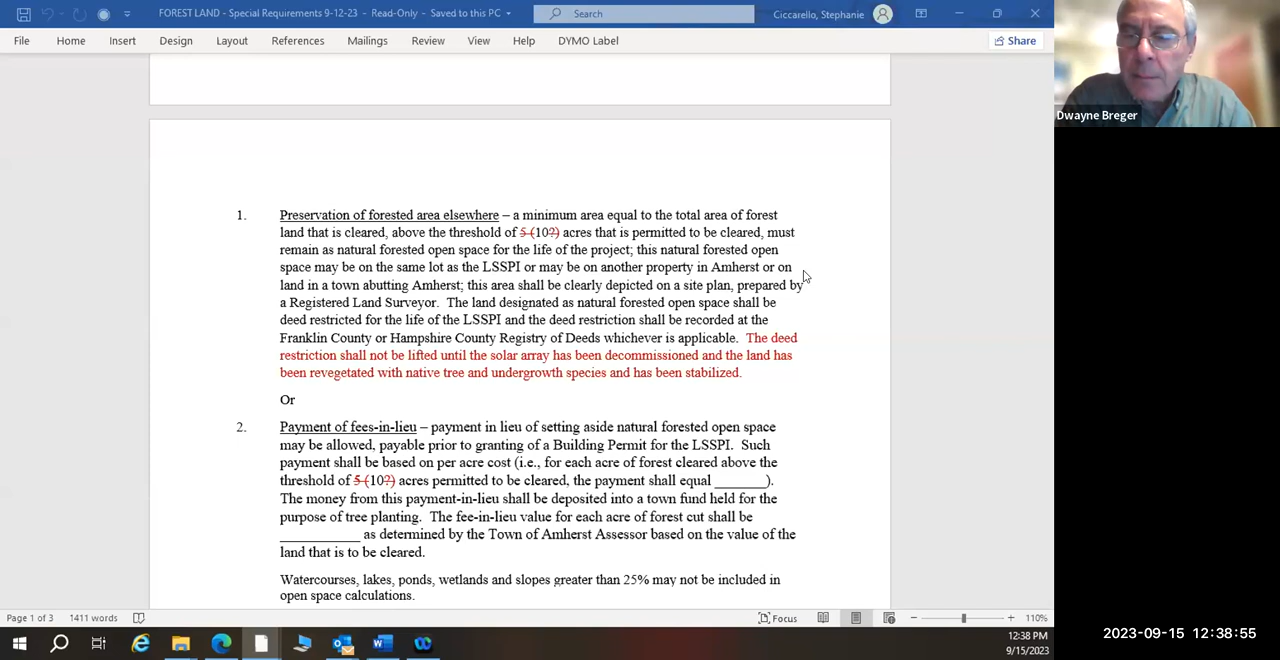 FOREST LAND - Special Requirements 9-12-23 - Read-Only - Saved to this PC
Search
Ciccarello, Stephanie
File Home Insert Design Layout References Mailings Review View Help DYMO Label
Share
Dwayne Breger
1. Preservation of forested area elsewhere – a minimum area equal to the total area of forest
land that is cleared, above the threshold of 5 (10?) acres that is permitted to be cleared, must
remain as natural forested open space for the life of the project; this natural forested open
space may be on the same lot as the LSSPI or may be on another property in Amherst or on
land in a town abutting Amherst; this area shall be clearly depicted on a site plan, prepared by
a Registered Land Surveyor. The land designated as natural forested open space shall be
deed restricted for the life of the LSSPI and the deed restriction shall be recorded at the
Franklin County or Hampshire County Registry of Deeds whichever is applicable. The deed
restriction shall not be lifted until the solar array has been decommissioned and the land has
been revegetated with native tree and undergrowth species and has been stabilized.
Or
2. Payment of fees-in-lieu – payment in lieu of setting aside natural forested open space
may be allowed, payable prior to granting of a Building Permit for the LSSPI. Such
payment shall be based on per acre cost (i.e., for each acre of forest cleared above the
threshold of 5 (10?) acres permitted to be cleared, the payment shall equal _______).
The money from this payment-in-lieu shall be deposited into a town fund held for the
purpose of tree planting. The fee-in-lieu value for each acre of forest cut shall be
___________ as determined by the Town of Amherst Assessor based on the value of the
land that is to be cleared.
Watercourses, lakes, ponds, wetlands and slopes greater than 25% may not be included in
open space calculations.
Page 1 of 3 1411 words
Focus
110%
12:38 PM
9/15/2023
2023-09-15 12:38:55